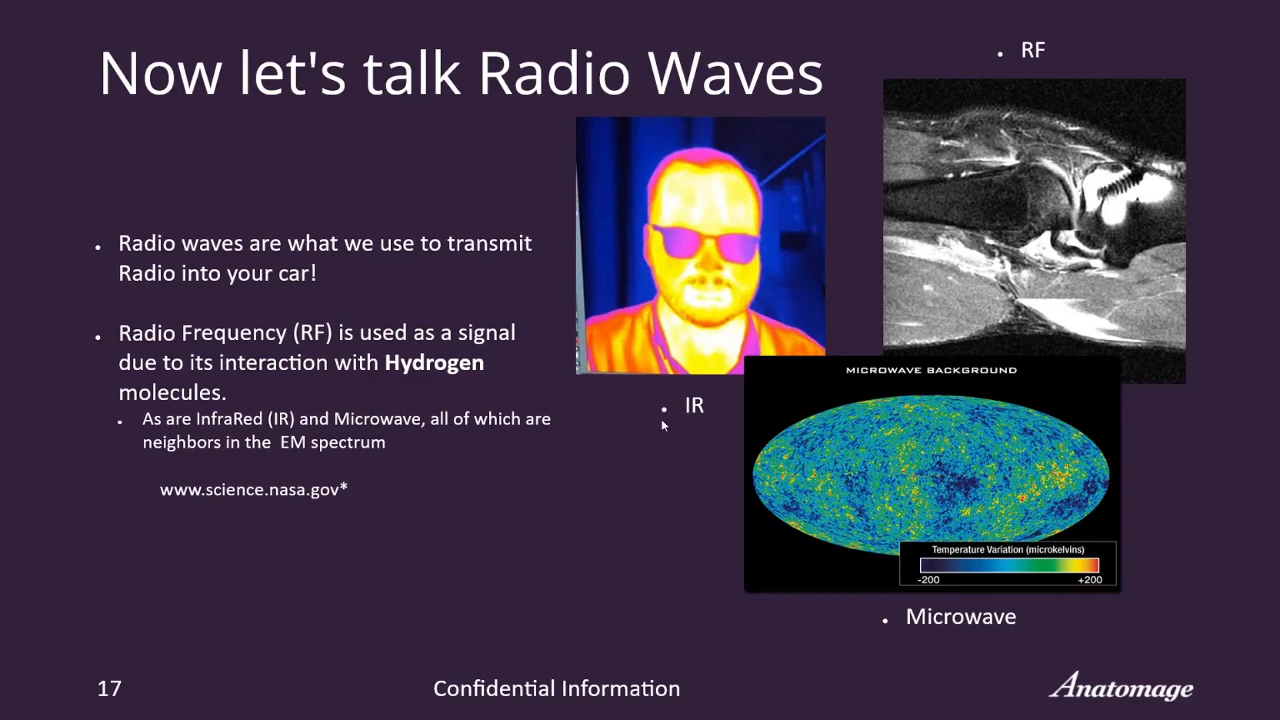 Now let's talk Radio Waves
• RF
• Radio waves are what we use to transmit
Radio into your car!
• Radio Frequency (RF) is used as a signal
due to its interaction with Hydrogen
molecules.
• As are InfraRed (IR) and Microwave, all of which are
neighbors in the EM spectrum
www.science.nasa.gov*
• IR
MICROWAVE BACKGROUND
Temperature Variation (microkelvins)
-200 +200
• Microwave
17 Confidential Information Anatomage